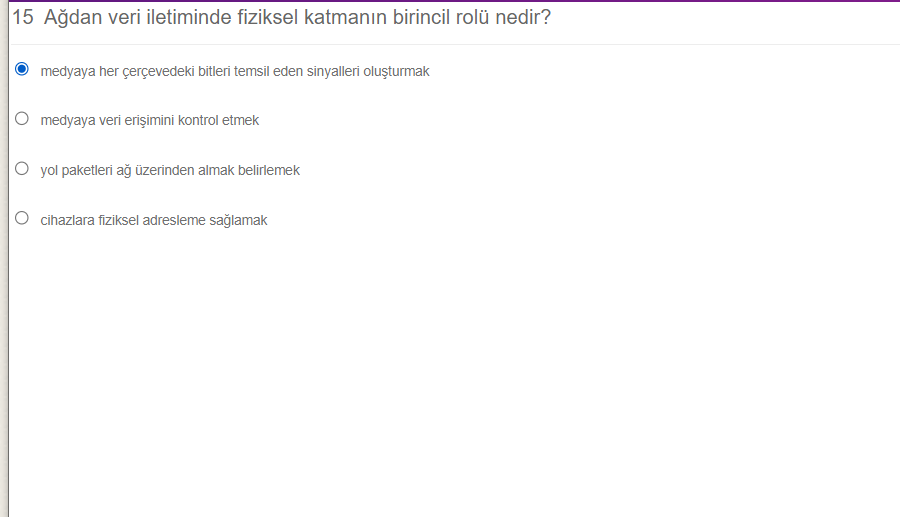 15 Ağdan veri iletiminde fiziksel katmanın birincil rolü nedir?
medyaya her çerçevedeki bitleri temsil eden sinyalleri oluşturmak
medyaya veri erişimini kontrol etmek
yol paketleri ağ üzerinden almak belirlemek
cihazlara fiziksel adresleme sağlamak